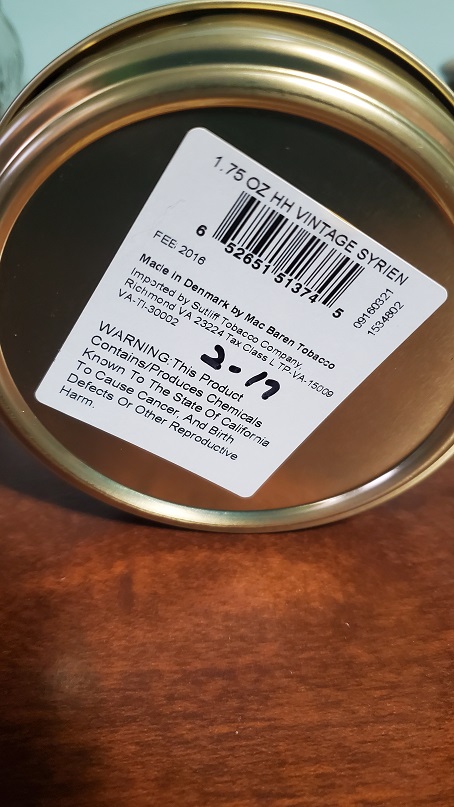 1.75 OZ HH VINTAGE SYRIEN
6 52651 51374 5
09160321
1534802
FEB 2016
Made in Denmark by Mac Baren Tobacco
Imported by Sutliff Tobacco Company,
Richmond VA 23224 Tax Class L TP-VA-15009
VA-TI-30002
2-17
WARNING:This Product
Contains/Produces Chemicals
Known To The State Of California
To Cause Cancer, And Birth
Defects Or Other Reproductive
Harm.